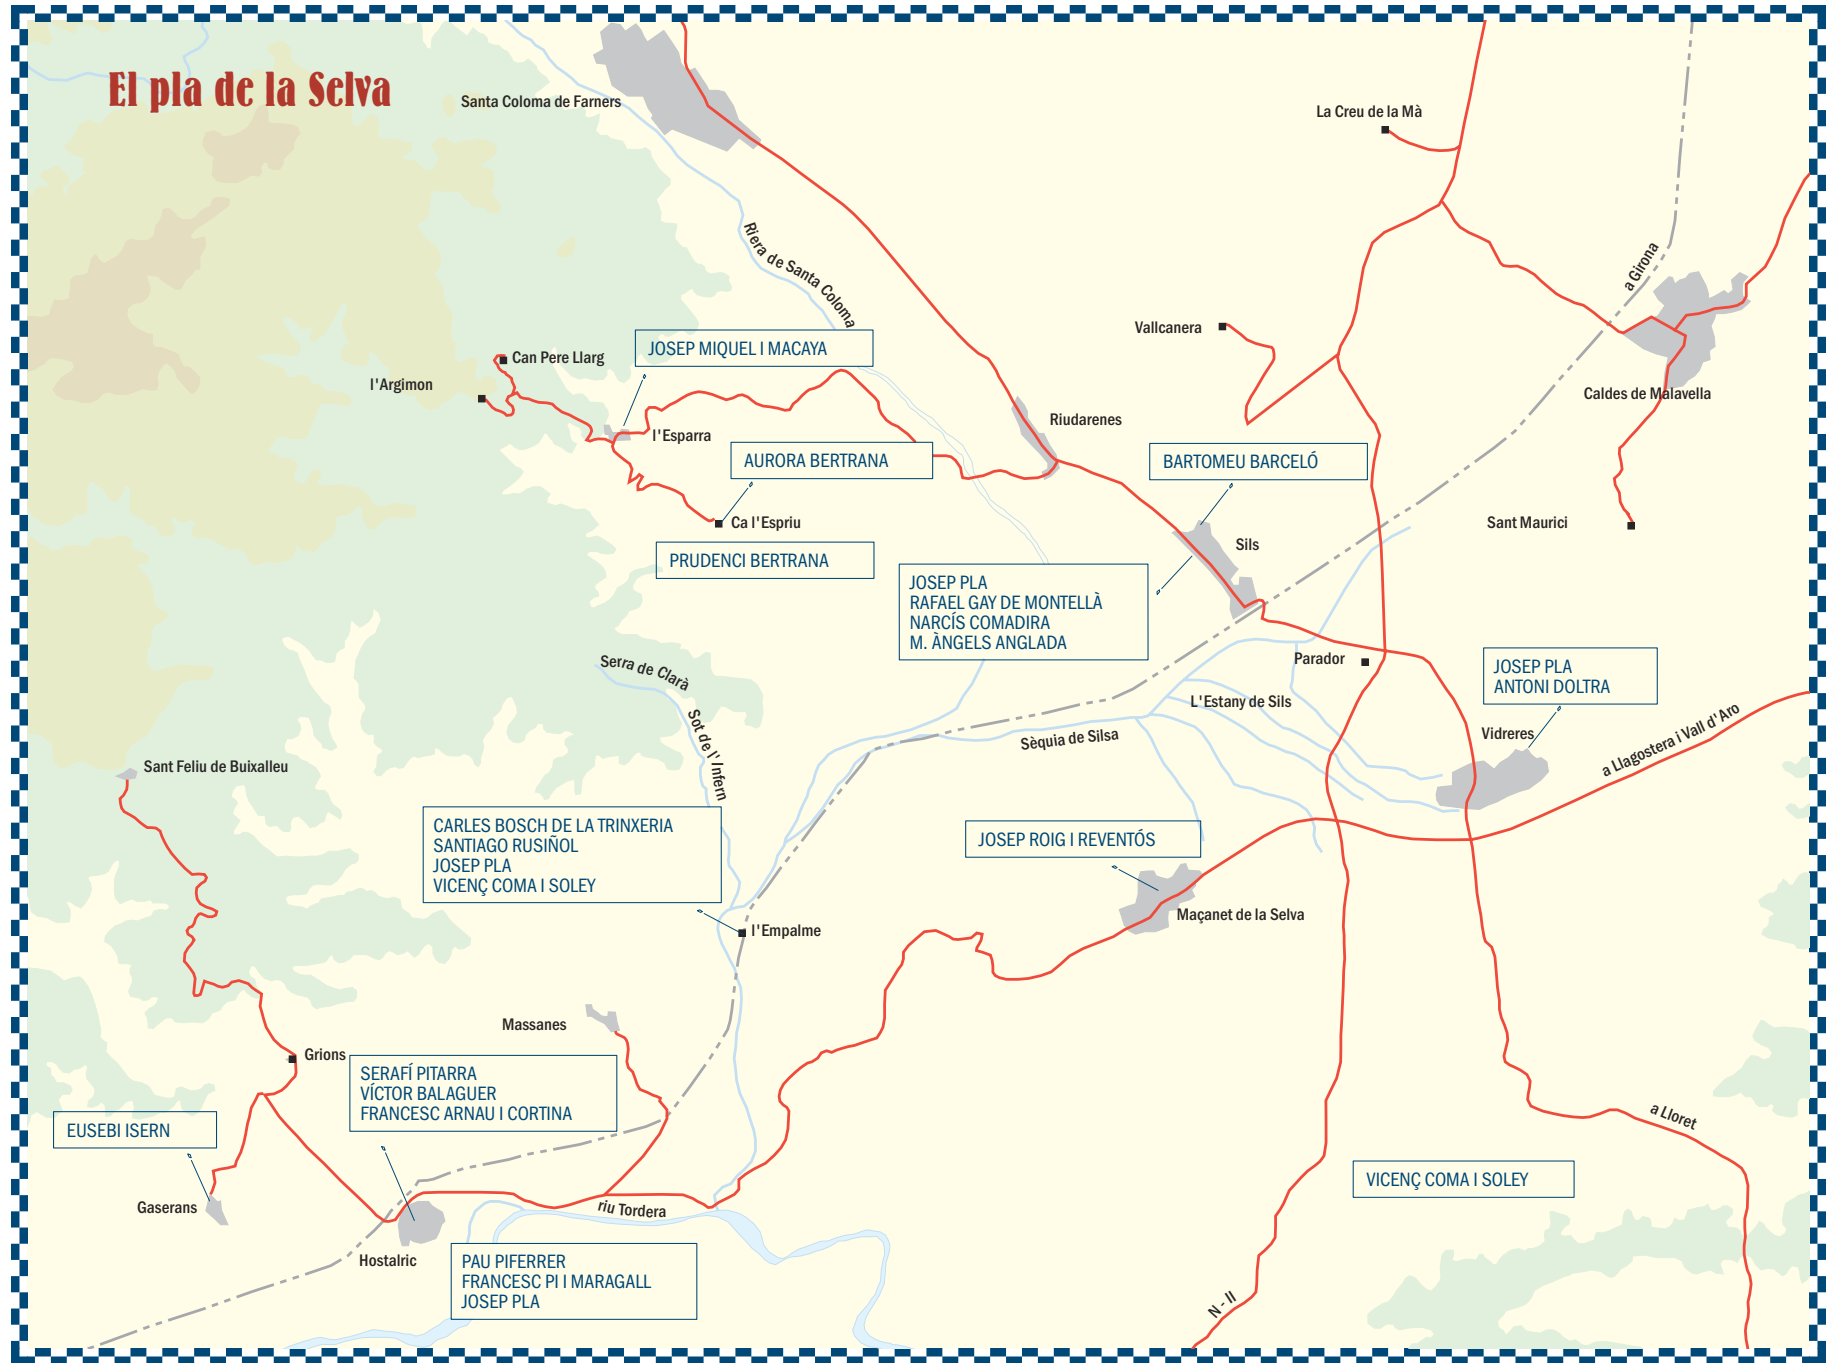 El pla de la Selva
Santa Coloma de Farners
La Creu de la Mà
Riera de Santa Coloma
a Girona
Vallcanera
JOSEP MIQUEL I MACAYA
Can Pere Llarg
l'Argimon
Caldes de Malavella
Riudarenes
l'Esparra
AURORA BERTRANA
BARTOMEU BARCELÓ
Ca l'Espriu
Sant Maurici
Sils
PRUDENCI BERTRANA
JOSEP PLA
RAFAEL GAY DE MONTELLÀ
NARCÍS COMADIRA
M. ÀNGELS ANGLADA
Serra de Clarà
Parador
JOSEP PLA
ANTONI DOLTRA
L'Estany de Sils
Sot de l' Infern
Sèquia de Silsa
Vidreres
a Llagostera i Vall d'Aro
Sant Feliu de Buixalleu
CARLES BOSCH DE LA TRINXERIA
SANTIAGO RUSIÑOL
JOSEP PLA
VICENÇ COMA I SOLEY
JOSEP ROIG I REVENTÓS
Maçanet de la Selva
l'Empalme
Massanes
Grions
SERAFÍ PITARRA
VÍCTOR BALAGUER
FRANCESC ARNAU I CORTINA
EUSEBI ISERN
a Lloret
VICENÇ COMA I SOLEY
Gaserans
riu Tordera
Hostalric
PAU PIFERRER
FRANCESC PI I MARAGALL
JOSEP PLA
N - II